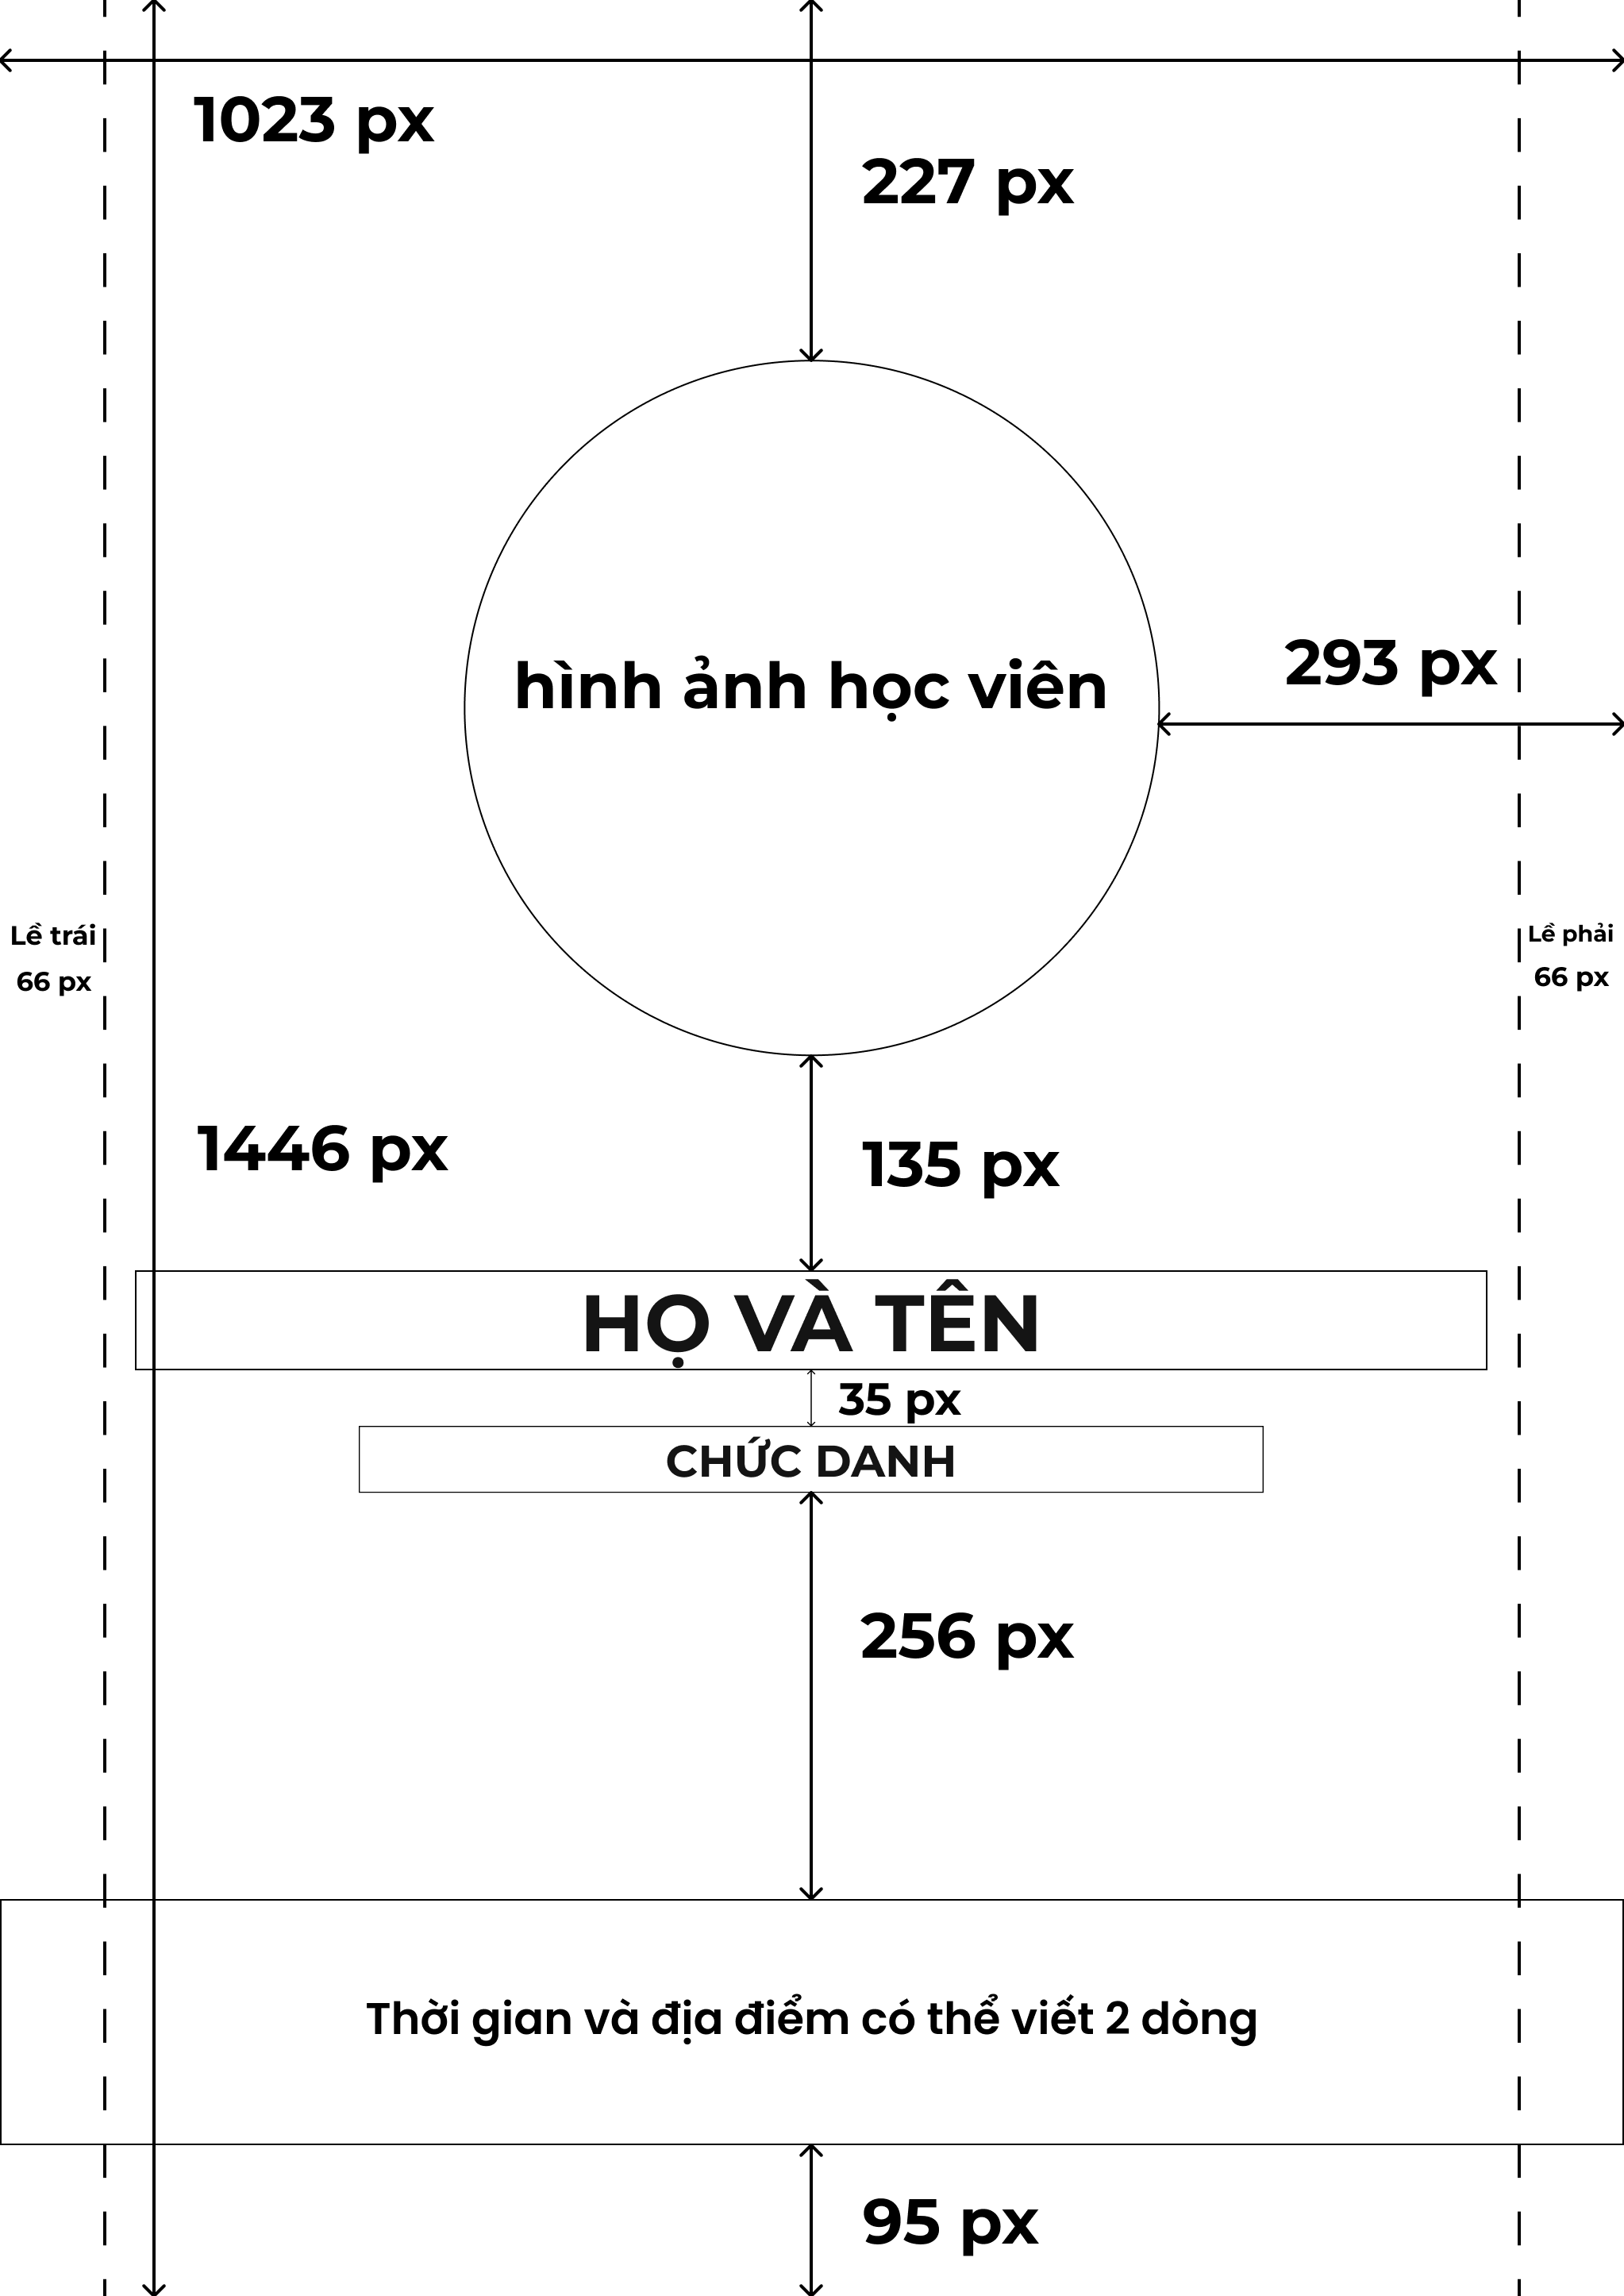 1023 px
227 px
hình ảnh học viên
293 px
Lề trái
66 px
Lề phải
66 px
1446 px
135 px
HỌ VÀ TÊN
35 px
CHỨC DANH
256 px
Thời gian và địa điểm có thể viết 2 dòng
95 px